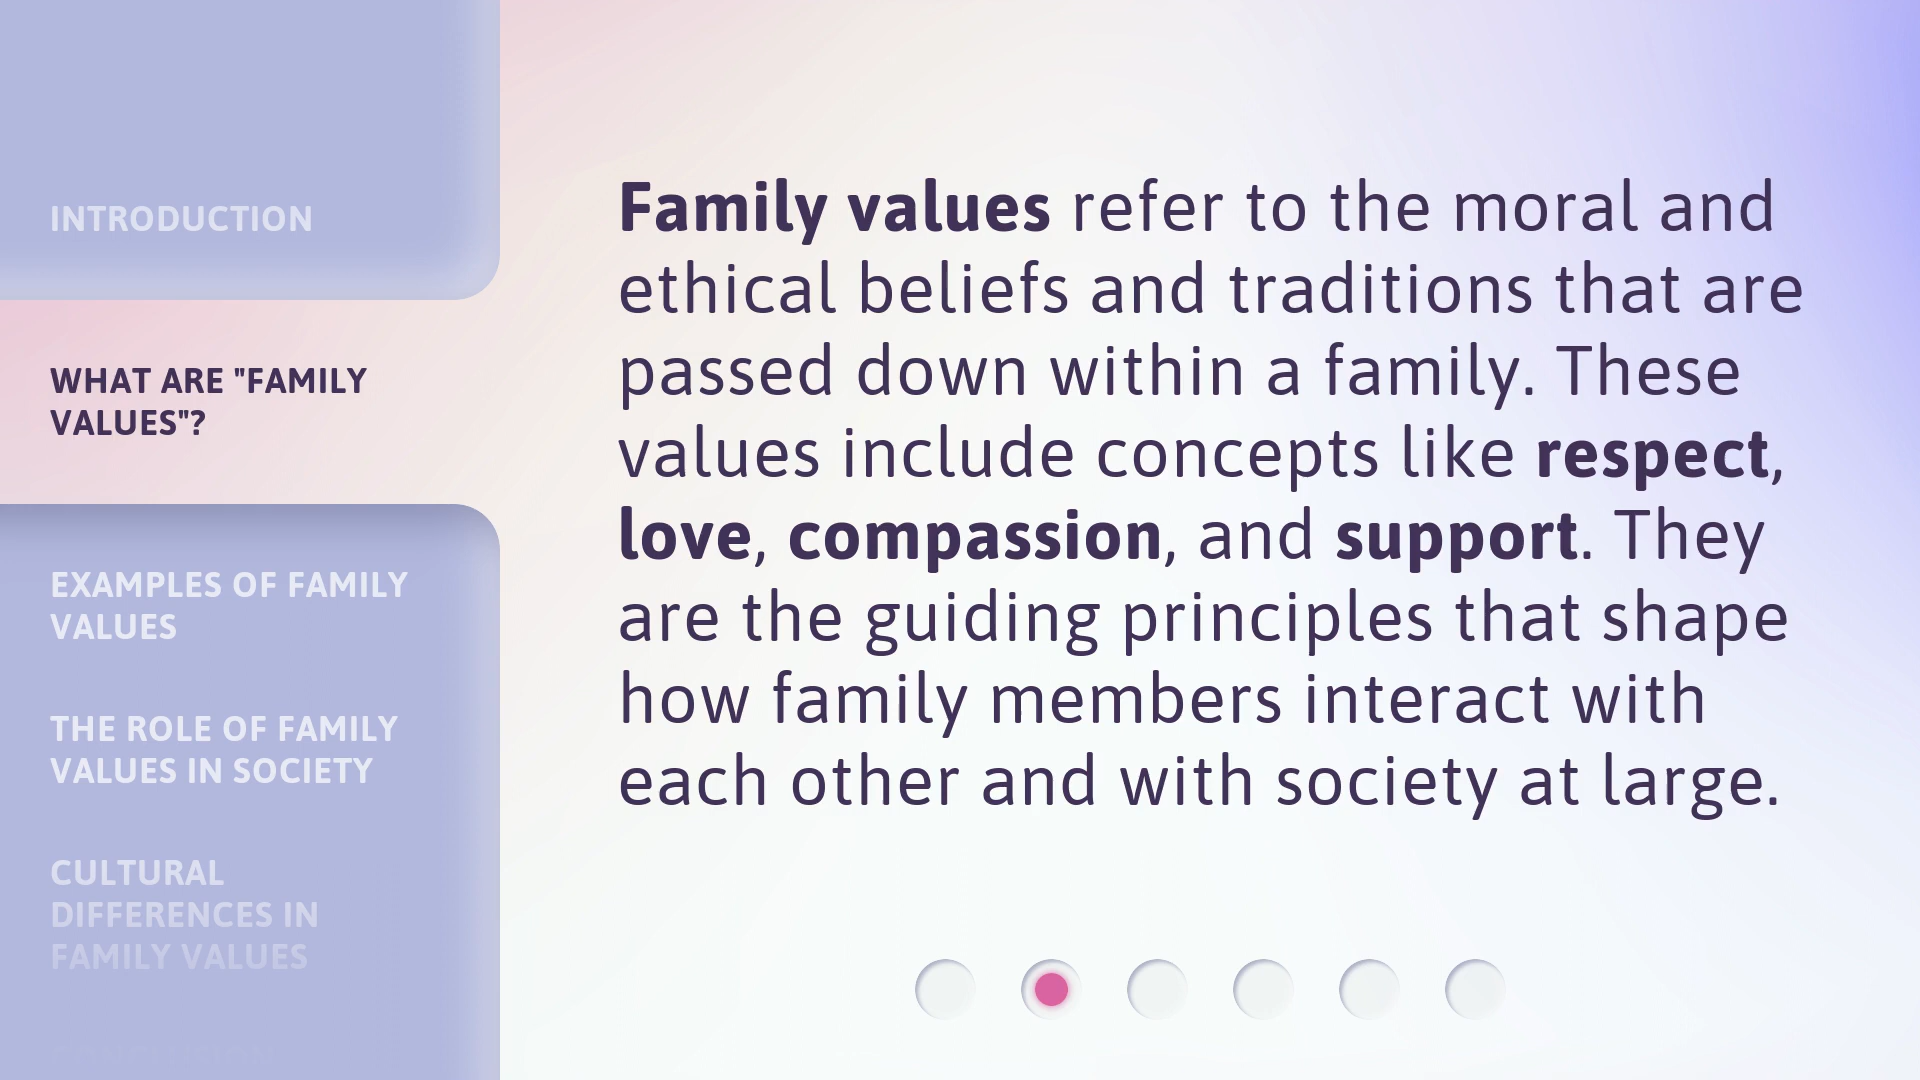 INTRODUCTION
WHAT ARE "FAMILY
VALUES"?
EXAMPLES OF FAMILY
VALUES
THE ROLE OF FAMILY
VALUES IN SOCIETY
CULTURAL
DIFFERENCES IN
FAMILY VALUES
CONCLUSION
Family values refer to the moral and
ethical beliefs and traditions that are
passed down within a family. These
values include concepts like respect,
love, compassion, and support. They
are the guiding principles that shape
how family members interact with
each other and with society at large.